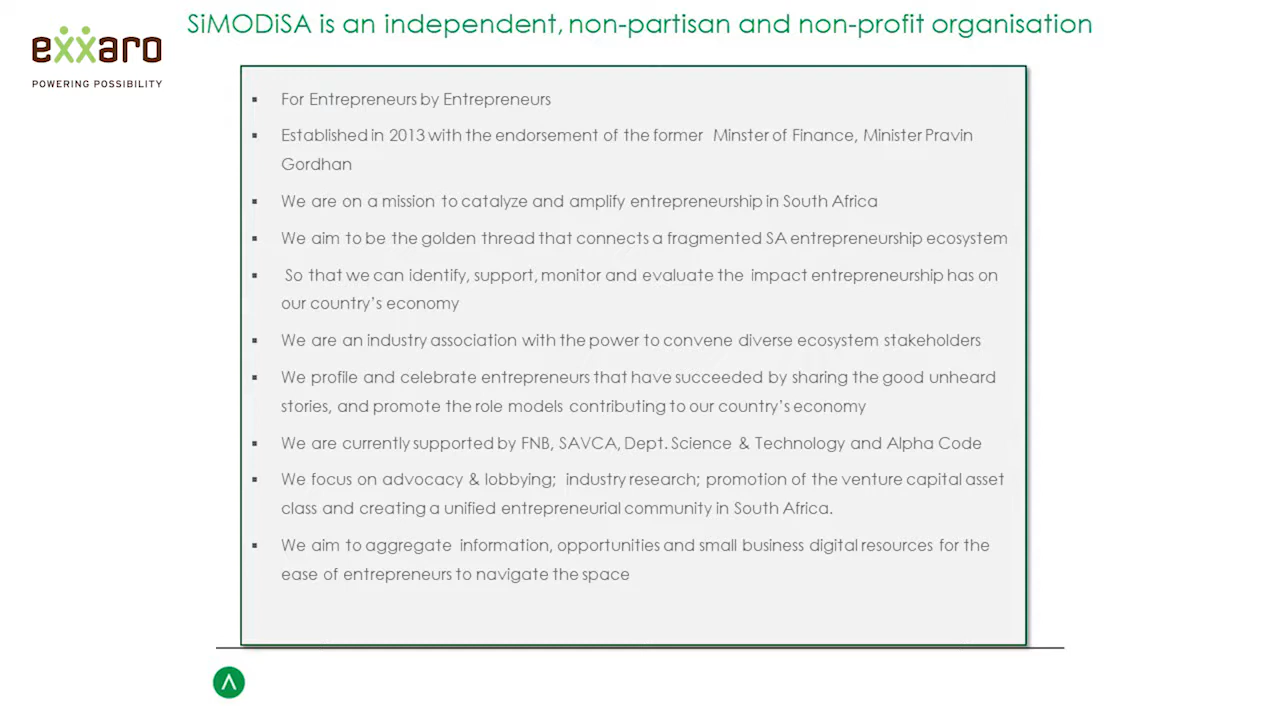 SiMODiSA is an independent, non-partisan and non-profit organisation
exxaro
POWERING POSSIBILITY
▪ For Entrepreneurs by Entrepreneurs
▪ Established in 2013 with the endorsement of the former Minster of Finance, Minister Pravin
Gordhan
▪ We are on a mission to catalyze and amplify entrepreneurship in South Africa
▪ We aim to be the golden thread that connects a fragmented SA entrepreneurship ecosystem
▪ So that we can identify, support, monitor and evaluate the impact entrepreneurship has on
our country's economy
▪ We are an industry association with the power to convene diverse ecosystem stakeholders
▪ We profile and celebrate entrepreneurs that have succeeded by sharing the good unheard
stories, and promote the role models contributing to our country's economy
▪ We are currently supported by FNB, SAVCA, Dept. Science & Technology and Alpha Code
▪ We focus on advocacy & lobbying; industry research; promotion of the venture capital asset
class and creating a unified entrepreneurial community in South Africa.
▪ We aim to aggregate information, opportunities and small business digital resources for the
ease of entrepreneurs to navigate the space